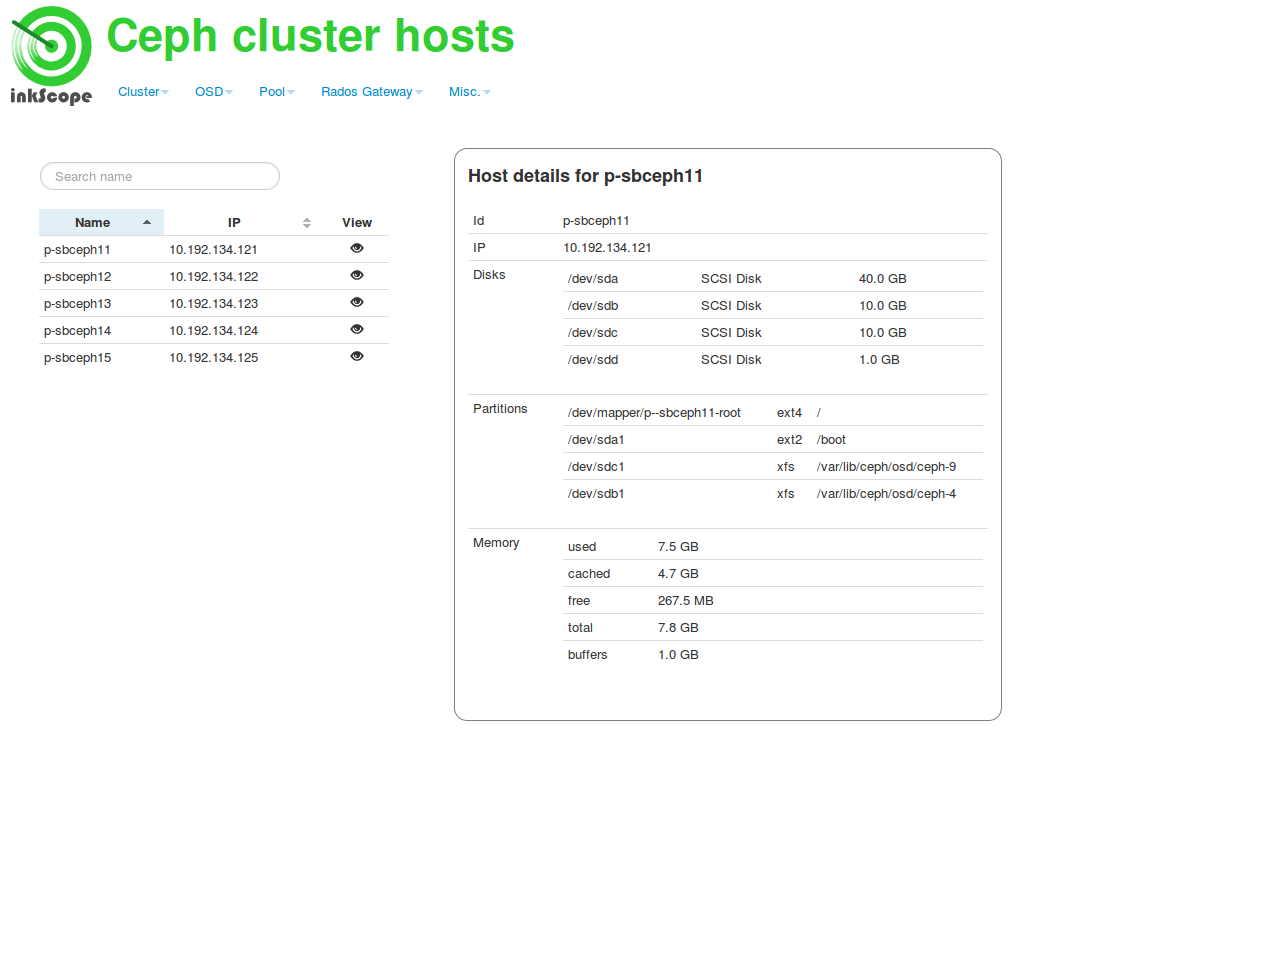 Ceph cluster hosts
inkScope
Cluster OSD Pool Rados Gateway Misc.
Search name
Name IP View
p-sbceph11 10.192.134.121
p-sbceph12 10.192.134.122
p-sbceph13 10.192.134.123
p-sbceph14 10.192.134.124
p-sbceph15 10.192.134.125
Host details for p-sbceph11
Id p-sbceph11
IP 10.192.134.121
Disks /dev/sda SCSI Disk 40.0 GB
/dev/sdb SCSI Disk 10.0 GB
/dev/sdc SCSI Disk 10.0 GB
/dev/sdd SCSI Disk 1.0 GB
Partitions /dev/mapper/p--sbceph11-root ext4 /
/dev/sda1 ext2 /boot
/dev/sdc1 xfs /var/lib/ceph/osd/ceph-9
/dev/sdb1 xfs /var/lib/ceph/osd/ceph-4
Memory used 7.5 GB
cached 4.7 GB
free 267.5 MB
total 7.8 GB
buffers 1.0 GB